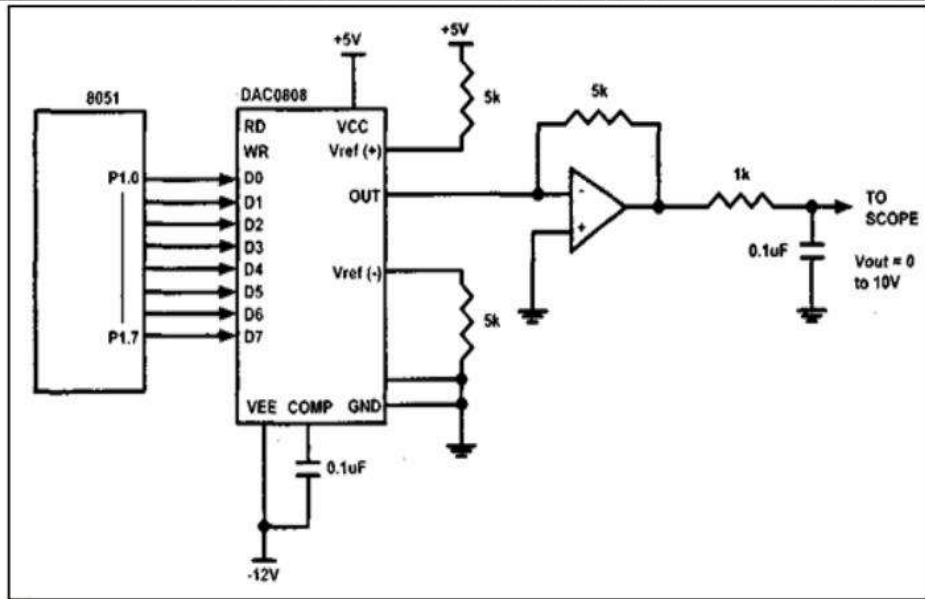 +5V
+5V
8051
DAC0808
5k
5k
RD
VCC
WR
Vref (+)
1k
P1.0
D0
OUT
TO
SCOPE
D1
D2
D3
D4
D5
D6
P1.7
D7
-
+
0.1uF
Vout = 0
to 10V
Vref (-)
5k
VEE
COMP
GND
0.1uF
-12V